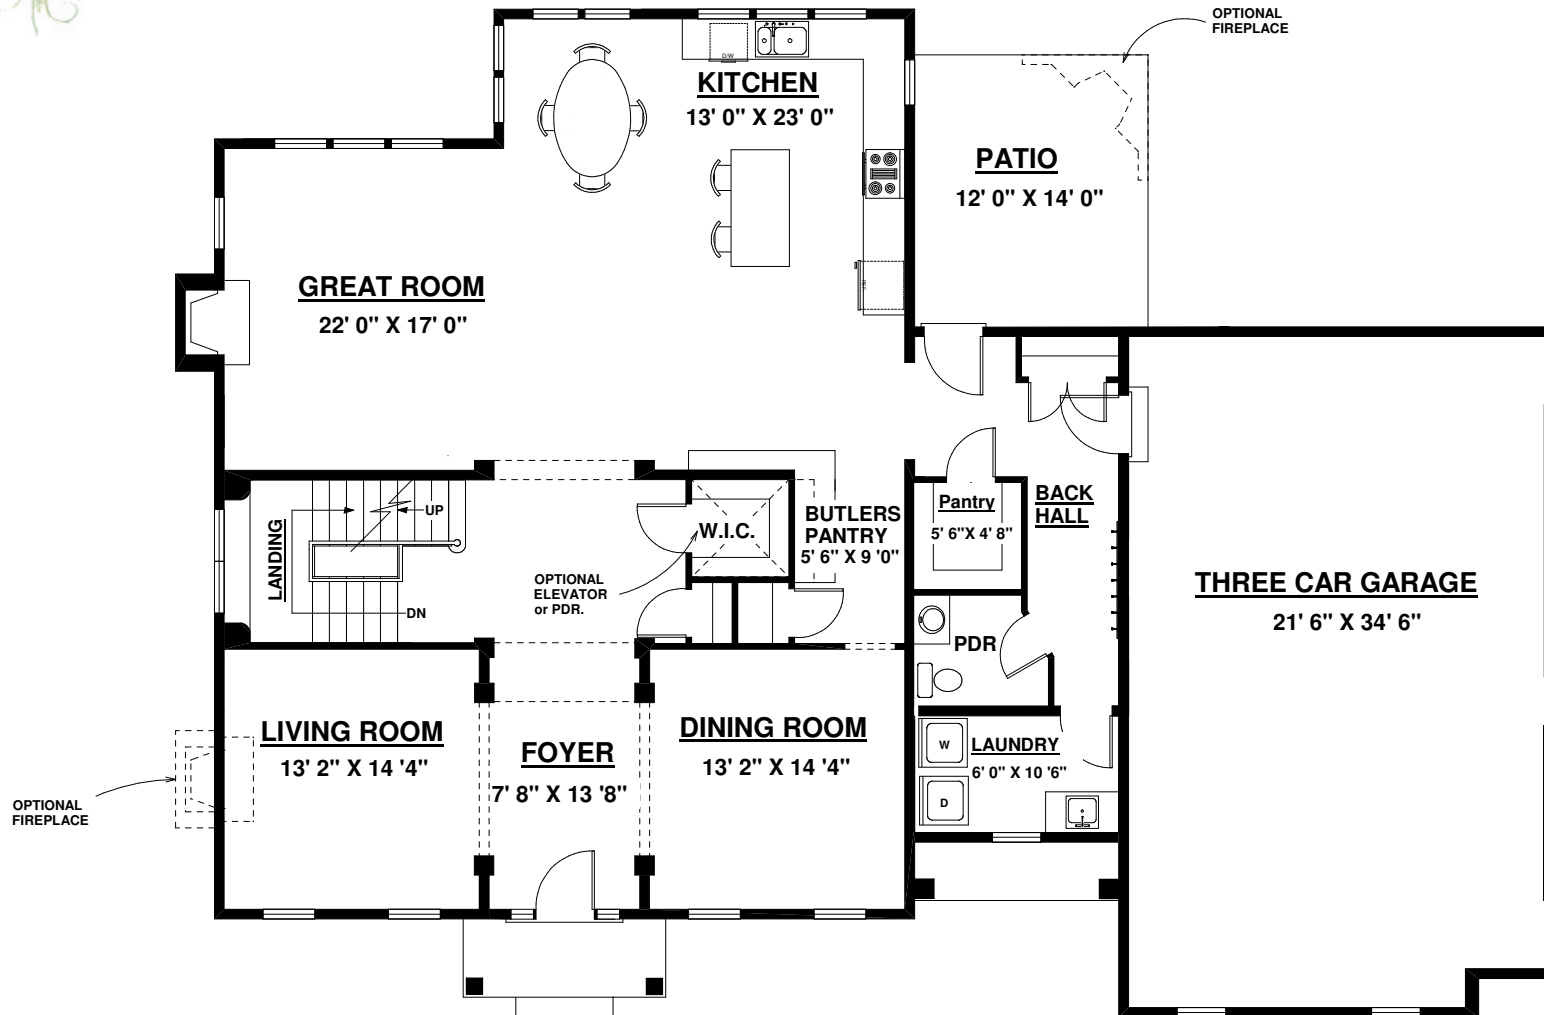 OPTIONAL
FIREPLACE
D/W
KITCHEN
13' 0" X 23' 0"
PATIO
12' 0" X 14' 0"
REF.
GREAT ROOM
22' 0" X 17' 0"
LANDING
UP
DN
W.I.C.
OPTIONAL
ELEVATOR
or PDR.
BUTLERS
PANTRY
5' 6" X 9 '0"
Pantry
5' 6"X 4' 8"
BACK
HALL
THREE CAR GARAGE
21' 6" X 34' 6"
PDR
LIVING ROOM
13' 2" X 14 '4"
FOYER
7' 8" X 13 '8"
DINING ROOM
13' 2" X 14 '4"
W
LAUNDRY
6' 0" X 10 '6"
D
OPTIONAL
FIREPLACE